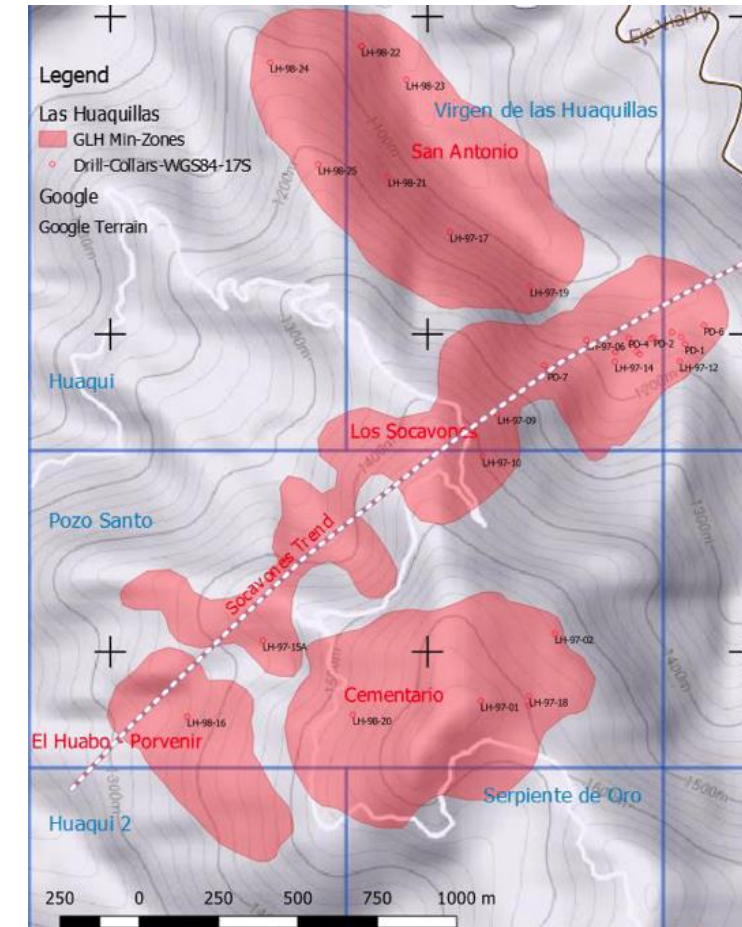 Legend
Las Huaquillas
GLH Min-Zones
Drill-Collars-WGS84-17S
Google
Google Terrain
Eje Vial IV
LH-98-22
LH-98-24
LH-98-23
Virgen de las Huaquillas
1100m
San Antonio
LH-98-25
LH-98-21
1200m
LH-97-17
LH-97-19
1300m
PD-6
LH-97-06
PD-4
PD-2
PD-1
LH-97-14
LH-97-12
PD-7
1200m
Huaqui
LH-97-09
Los Socavones
1400m
LH-97-10
Pozo Santo
1300m
Socavones Trend
LH-97-15A
LH-97-02
1400m
Cementario
LH-97-18
LH-97-01
LH-98-20
LH-98-16
El Huabo - Porvenir
Serpiente de Oro
1500m
Huaqui 2
250 0 250 500 750 1000 m